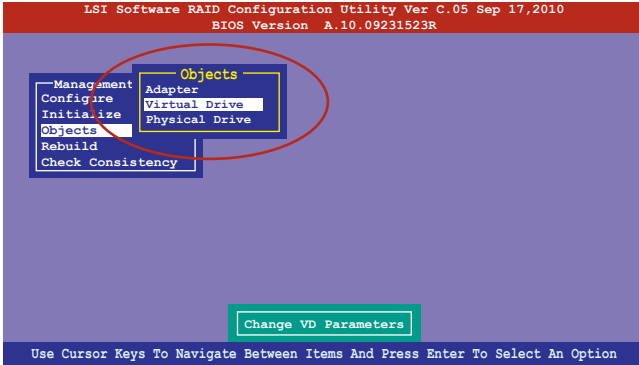 LSI Software RAID Configuration Utility Ver C.05 Sep 17,2010
BIOS Version A.10.09231523R
Management
Configure
Initialize
Objects
Rebuild
Check Consistency
Objects
Adapter
Virtual Drive
Physical Drive
Change VD Parameters
Use Cursor Keys To Navigate Between Items And Press Enter To Select An Option